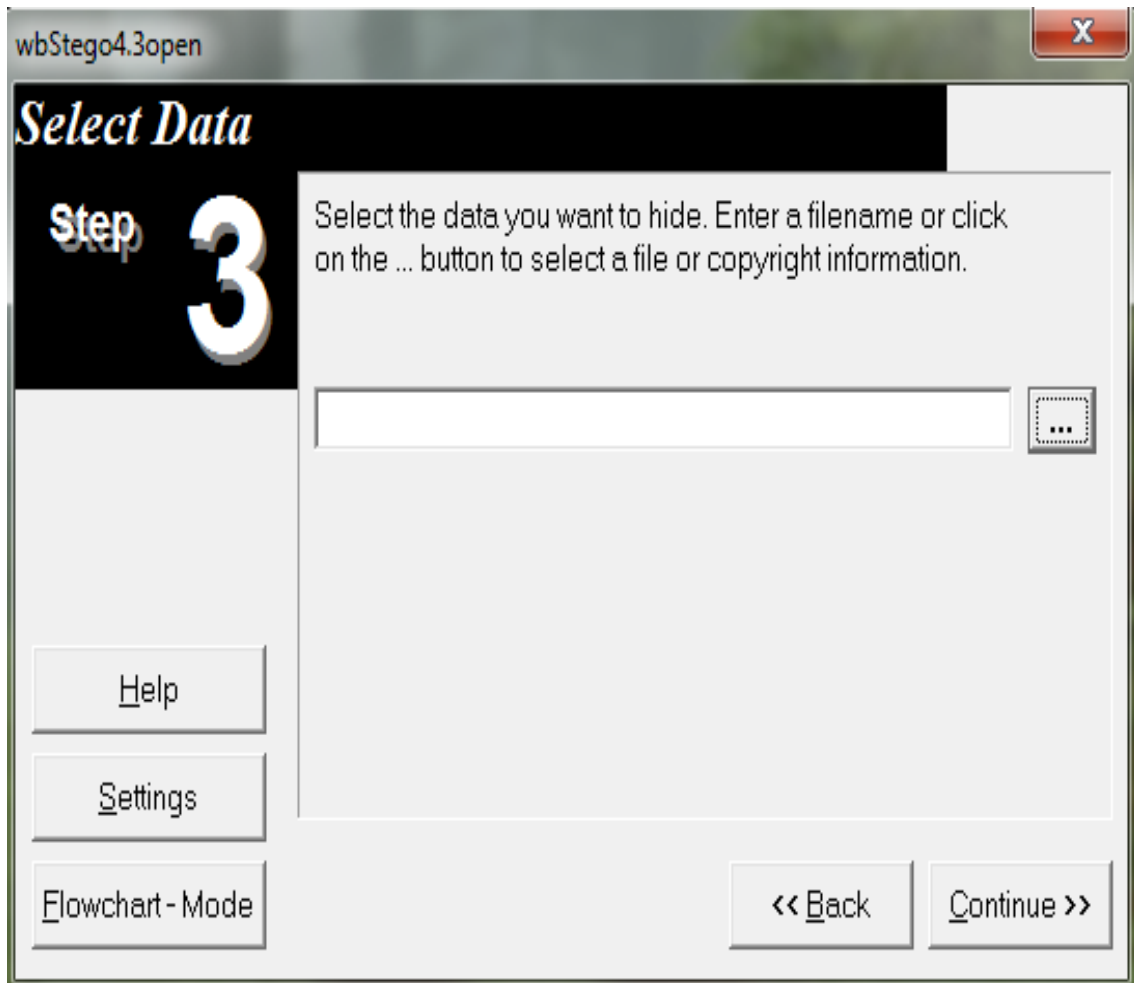 wbStego4.3open
X
Select Data
Step 3
Select the data you want to hide. Enter a filename or click
on the ... button to select a file or copyright information.
...
Help
Settings
Flowchart - Mode
<< Back
Continue >>